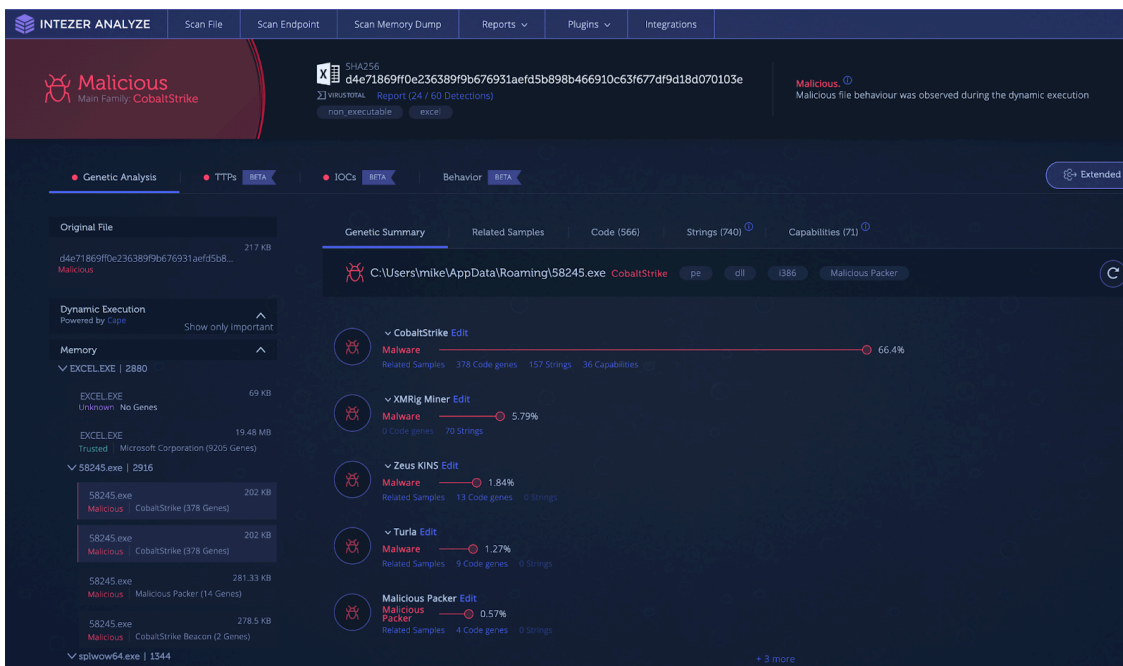 INTEZER ANALYZE
Scan File
Scan Endpoint
Scan Memory Dump
Reports
Plugins
Integrations
Malicious
Main Family: CobaltStrike
SHA256
d4e71869ff0e236389f9b676931aefd5b898b466910c63f677df9d18d070103e
VIRUSTOTAL Report (24 / 60 Detections)
non_executable excel
Malicious.
Malicious file behaviour was observed during the dynamic execution
Genetic Analysis
TTPs BETA
IOCs BETA
Behavior BETA
Extended
Original File
217 KB
d4e71869ff0e236389f9b676931aefd5b8...
Malicious
Dynamic Execution
Powered by Cape
Show only important
Memory
EXCEL.EXE | 2880
EXCEL.EXE 69 KB
Unknown No Genes
EXCEL.EXE 19.48 MB
Trusted Microsoft Corporation (9205 Genes)
58245.exe | 2916
58245.exe 202 KB
Malicious CobaltStrike (378 Genes)
58245.exe 202 KB
Malicious CobaltStrike (378 Genes)
58245.exe 281.33 KB
Malicious Malicious Packer (14 Genes)
58245.exe 278.5 KB
Malicious CobaltStrike Beacon (2 Genes)
splwow64.exe | 1344
Genetic Summary
Related Samples
Code (566)
Strings (740)
Capabilities (71)
C:\Users\mike\AppData\Roaming\58245.exe CobaltStrike pe dll i386 Malicious Packer
CobaltStrike Edit
Malware 66.4%
Related Samples 378 Code genes 157 Strings 36 Capabilities
XMRig Miner Edit
Malware 5.79%
0 Code genes 70 Strings
Zeus KINS Edit
Malware 1.84%
Related Samples 13 Code genes 0 Strings
Turla Edit
Malware 1.27%
Related Samples 9 Code genes 0 Strings
Malicious Packer Edit
Malicious Packer 0.57%
Related Samples 4 Code genes 0 Strings
+ 3 more